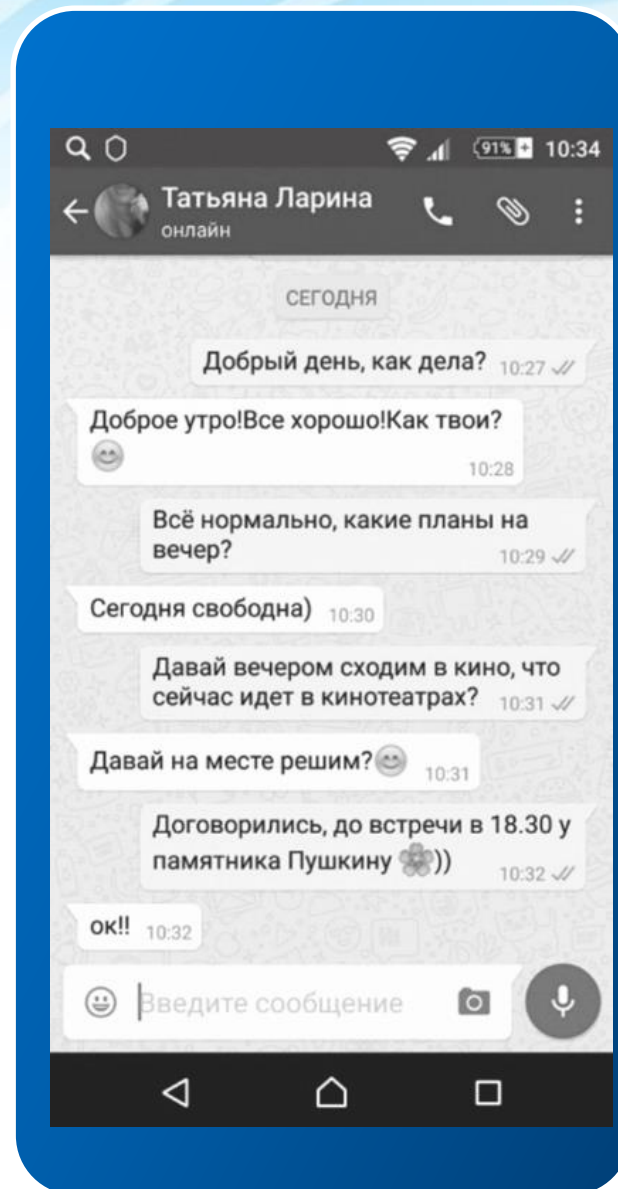 91% 10:34
Татьяна Ларина
онлайн
СЕГОДНЯ
Добрый день, как дела? 10:27
Доброе утро!Все хорошо!Как твои?
10:28
Всё нормально, какие планы на
вечер? 10:29
Сегодня свободна) 10:30
Давай вечером сходим в кино, что
сейчас идет в кинотеатрах? 10:31
Давай на месте решим? 10:31
Договорились, до встречи в 18.30 у
памятника Пушкину )) 10:32
ок!! 10:32
Введите сообщение